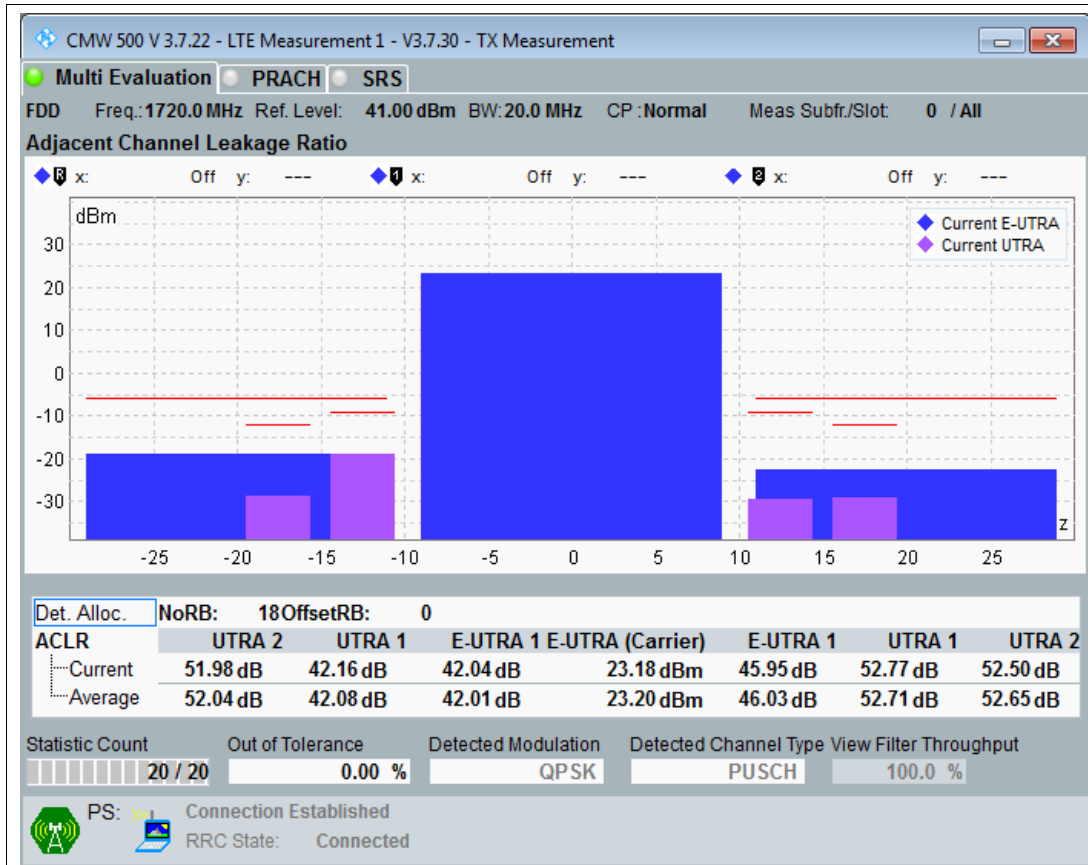 CMW 500 V 3.7.22 - LTE Measurement 1 - V3.7.30 - TX Measurement
Multi Evaluation PRACH SRS
FDD Freq.: 1720.0 MHz Ref. Level: 41.00 dBm BW: 20.0 MHz CP : Normal Meas Subfr./Slot: 0 / All
Adjacent Channel Leakage Ratio
R x: Off y: --- 1 x: Off y: --- 2 x: Off y: ---
dBm
Current E-UTRA
Current UTRA
30
20
10
0
-10
-20
-30
z
-25 -20 -15 -10 -5 0 5 10 15 20 25
Det. Alloc. NoRB: 18 OffsetRB: 0
ACLR UTRA 2 UTRA 1 E-UTRA 1 E-UTRA (Carrier) E-UTRA 1 UTRA 1 UTRA 2
Current 51.98 dB 42.16 dB 42.04 dB 23.18 dBm 45.95 dB 52.77 dB 52.50 dB
Average 52.04 dB 42.08 dB 42.01 dB 23.20 dBm 46.03 dB 52.71 dB 52.65 dB
Statistic Count Out of Tolerance Detected Modulation Detected Channel Type View Filter Throughput
20 / 20 0.00 % QPSK PUSCH 100.0 %
PS: Connection Established
RRC State: Connected